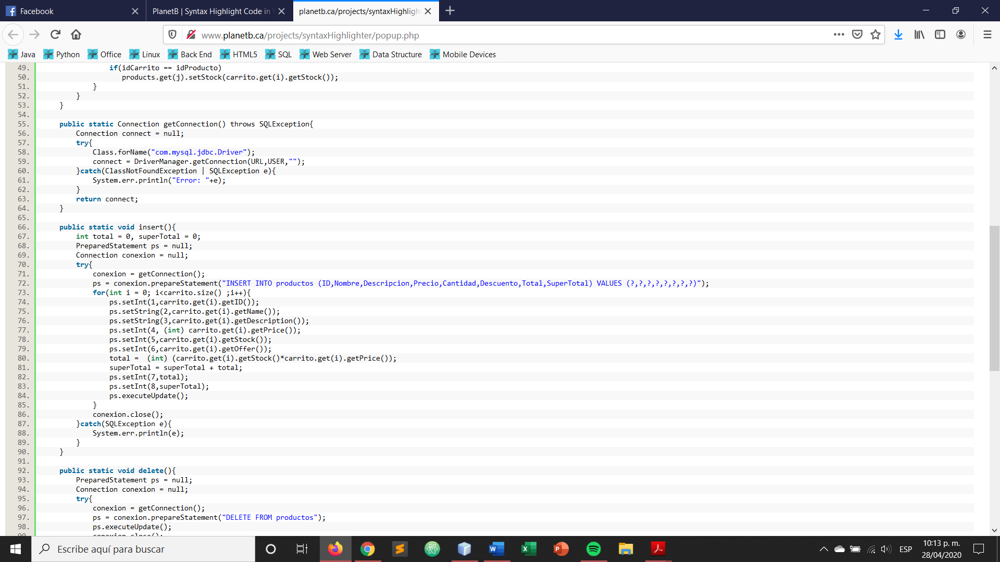 Facebook
PlanetB | Syntax Highlight Code in
planetb.ca/projects/syntaxHighligh
www.planetb.ca/projects/syntaxHighlighter/popup.php
Java Python Office Linux Back End HTML5 SQL Web Server Data Structure Mobile Devices
49. if(idCarrito == idProducto)
50. products.get(j).setStock(carrito.get(i).getStock());
51. }
52. }
53. }
54.
55. public static Connection getConnection() throws SQLException{
56. Connection connect = null;
57. try{
58. Class.forName("com.mysql.jdbc.Driver");
59. connect = DriverManager.getConnection(URL,USER,"");
60. }catch(ClassNotFoundException | SQLException e){
61. System.err.println("Error: "+e);
62. }
63. return connect;
64. }
65.
66. public static void insert(){
67. int total = 0, superTotal = 0;
68. PreparedStatement ps = null;
69. Connection conexion = null;
70. try{
71. conexion = getConnection();
72. ps = conexion.prepareStatement("INSERT INTO productos (ID,Nombre,Descripcion,Precio,Cantidad,Descuento,Total,SuperTotal) VALUES (?,?,?,?,?,?,?,?)");
73. for(int i = 0; i<carrito.size() ;i++){
74. ps.setInt(1,carrito.get(i).getID());
75. ps.setString(2,carrito.get(i).getName());
76. ps.setString(3,carrito.get(i).getDescription());
77. ps.setInt(4, (int) carrito.get(i).getPrice());
78. ps.setInt(5,carrito.get(i).getStock());
79. ps.setInt(6,carrito.get(i).getOffer());
80. total =  (int) (carrito.get(i).getStock()*carrito.get(i).getPrice());
81. superTotal = superTotal + total;
82. ps.setInt(7,total);
83. ps.setInt(8,superTotal);
84. ps.executeUpdate();
85. }
86. conexion.close();
87. }catch(SQLException e){
88. System.err.println(e);
89. }
90. }
91.
92. public static void delete(){
93. PreparedStatement ps = null;
94. Connection conexion = null;
95. try{
96. conexion = getConnection();
97. ps = conexion.prepareStatement("DELETE FROM productos");
98. ps.executeUpdate();
99. conexion.close();
Escribe aquí para buscar
ESP
10:13 p. m.
28/04/2020